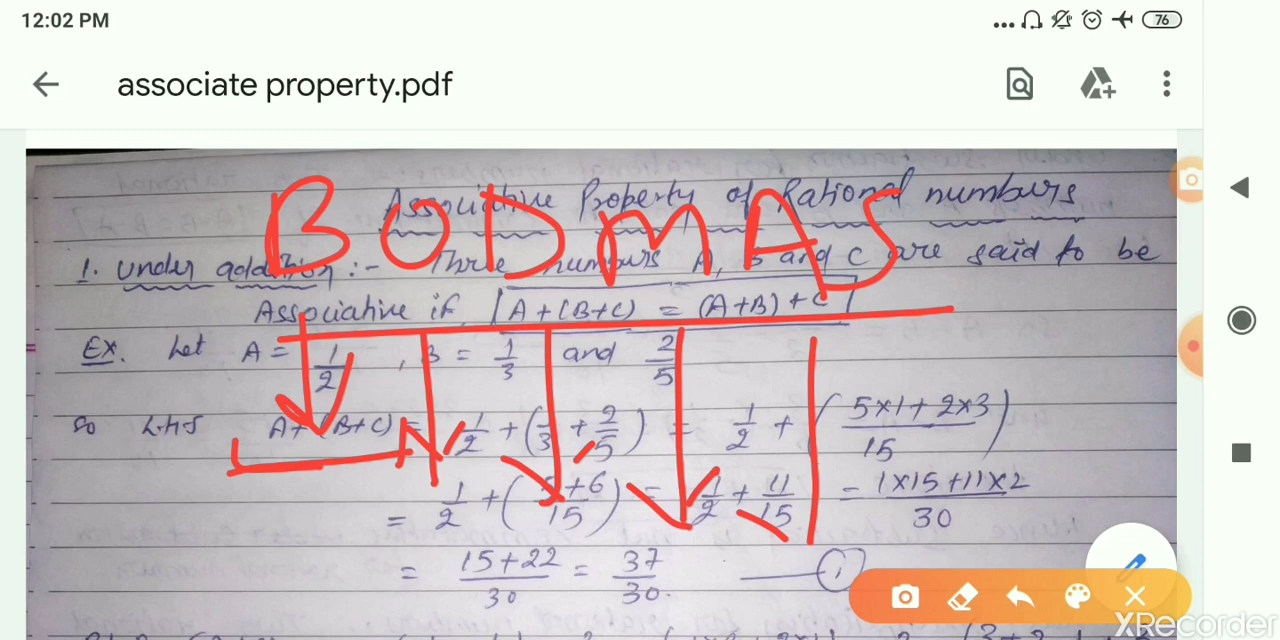 12:02 PM
76
associate property.pdf
Associative Property of Rational numbers
BODMAS
1. Under addition :- Three numbers A, B and C are said to be
Associative if, [A+(B+C) = (A+B)+C]
Ex. Let A = 1/2, B = 1/3 and 2/5
So LHS A+(B+C) = 1/2 + (1/3 + 2/5) = 1/2 + (5×1+2×3/15)
= 1/2 + (5+6/15) = 1/2 + 11/15 = 1×15+11×2/30
= 15+22/30 = 37/30. —— 1
XRecorder